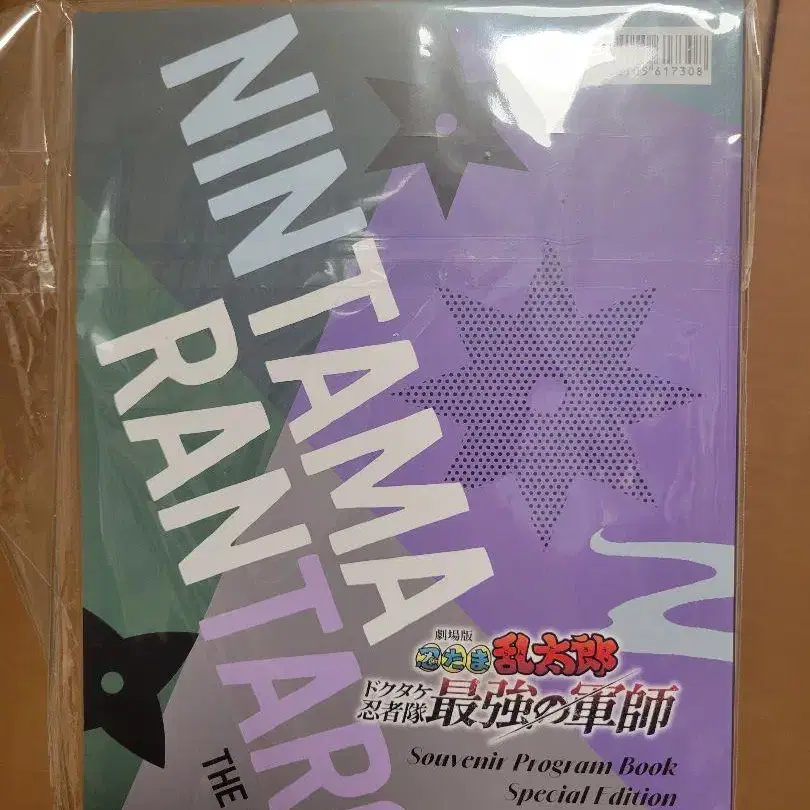 617308
NINTAMA
RANTARO
THE
劇場版
忍たま乱太郎
ドクタケ忍者隊
最強の軍師
Souvenir Program Book
Special Edition